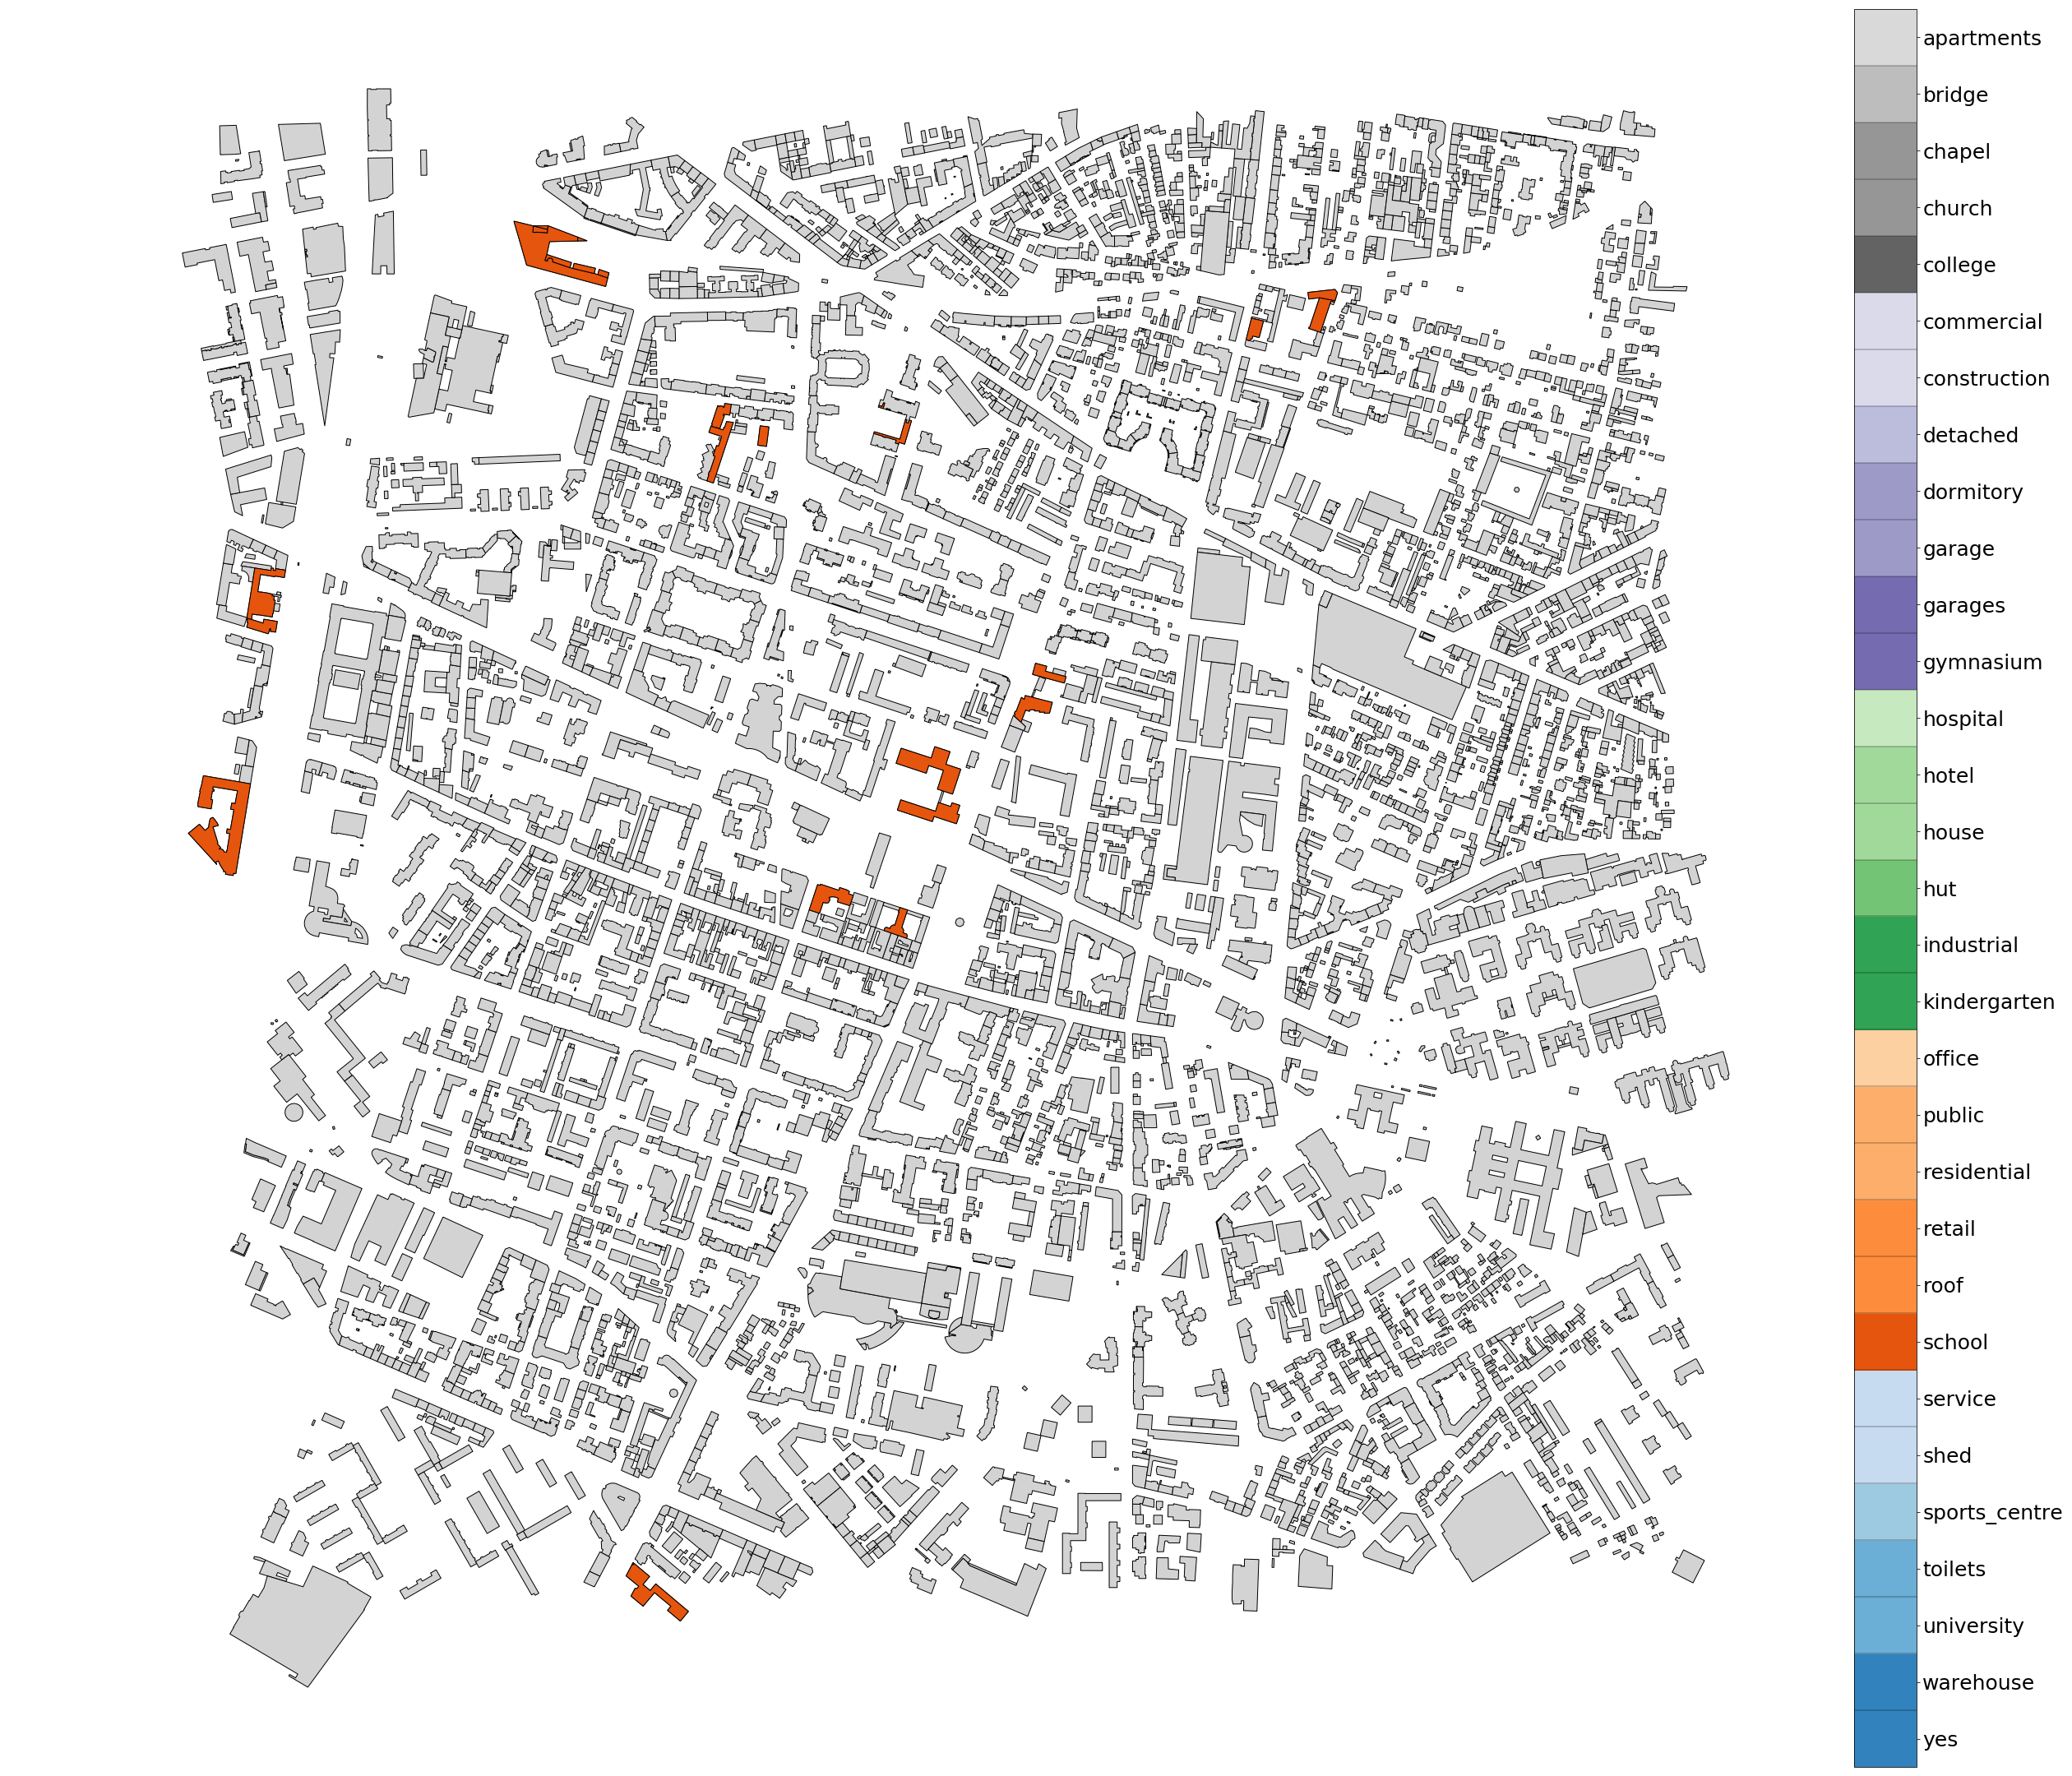 apartments
bridge
chapel
church
college
commercial
construction
detached
dormitory
garage
garages
gymnasium
hospital
hotel
house
hut
industrial
kindergarten
office
public
residential
retail
roof
school
service
shed
sports_centre
toilets
university
warehouse
yes